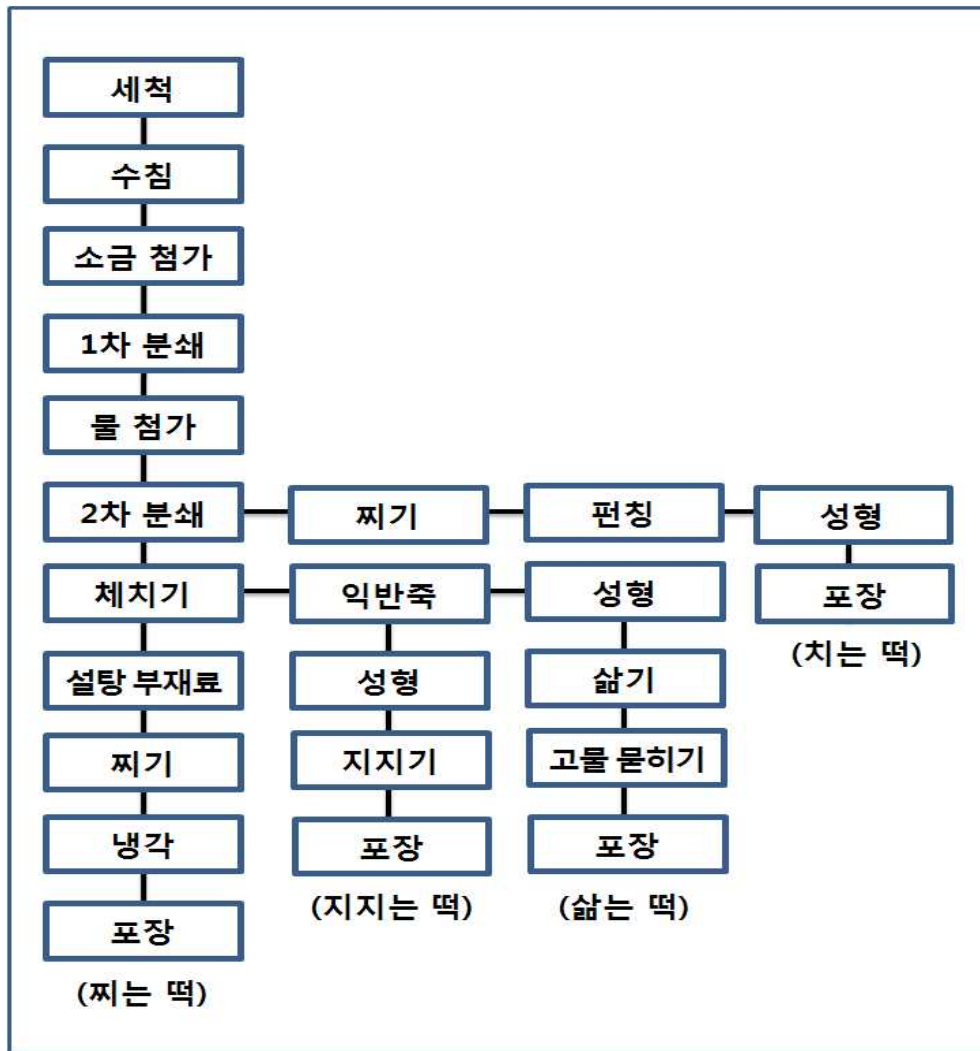 세척
수침
소금 첨가
1차 분쇄
물 첨가
2차 분쇄
찌기
펀칭
성형
체치기
익반죽
성형
포장
(치는 떡)
설탕 부재료
성형
삶기
찌기
지지기
고물 묻히기
냉각
포장
포장
(지지는 떡)
(삶는 떡)
포장
(찌는 떡)